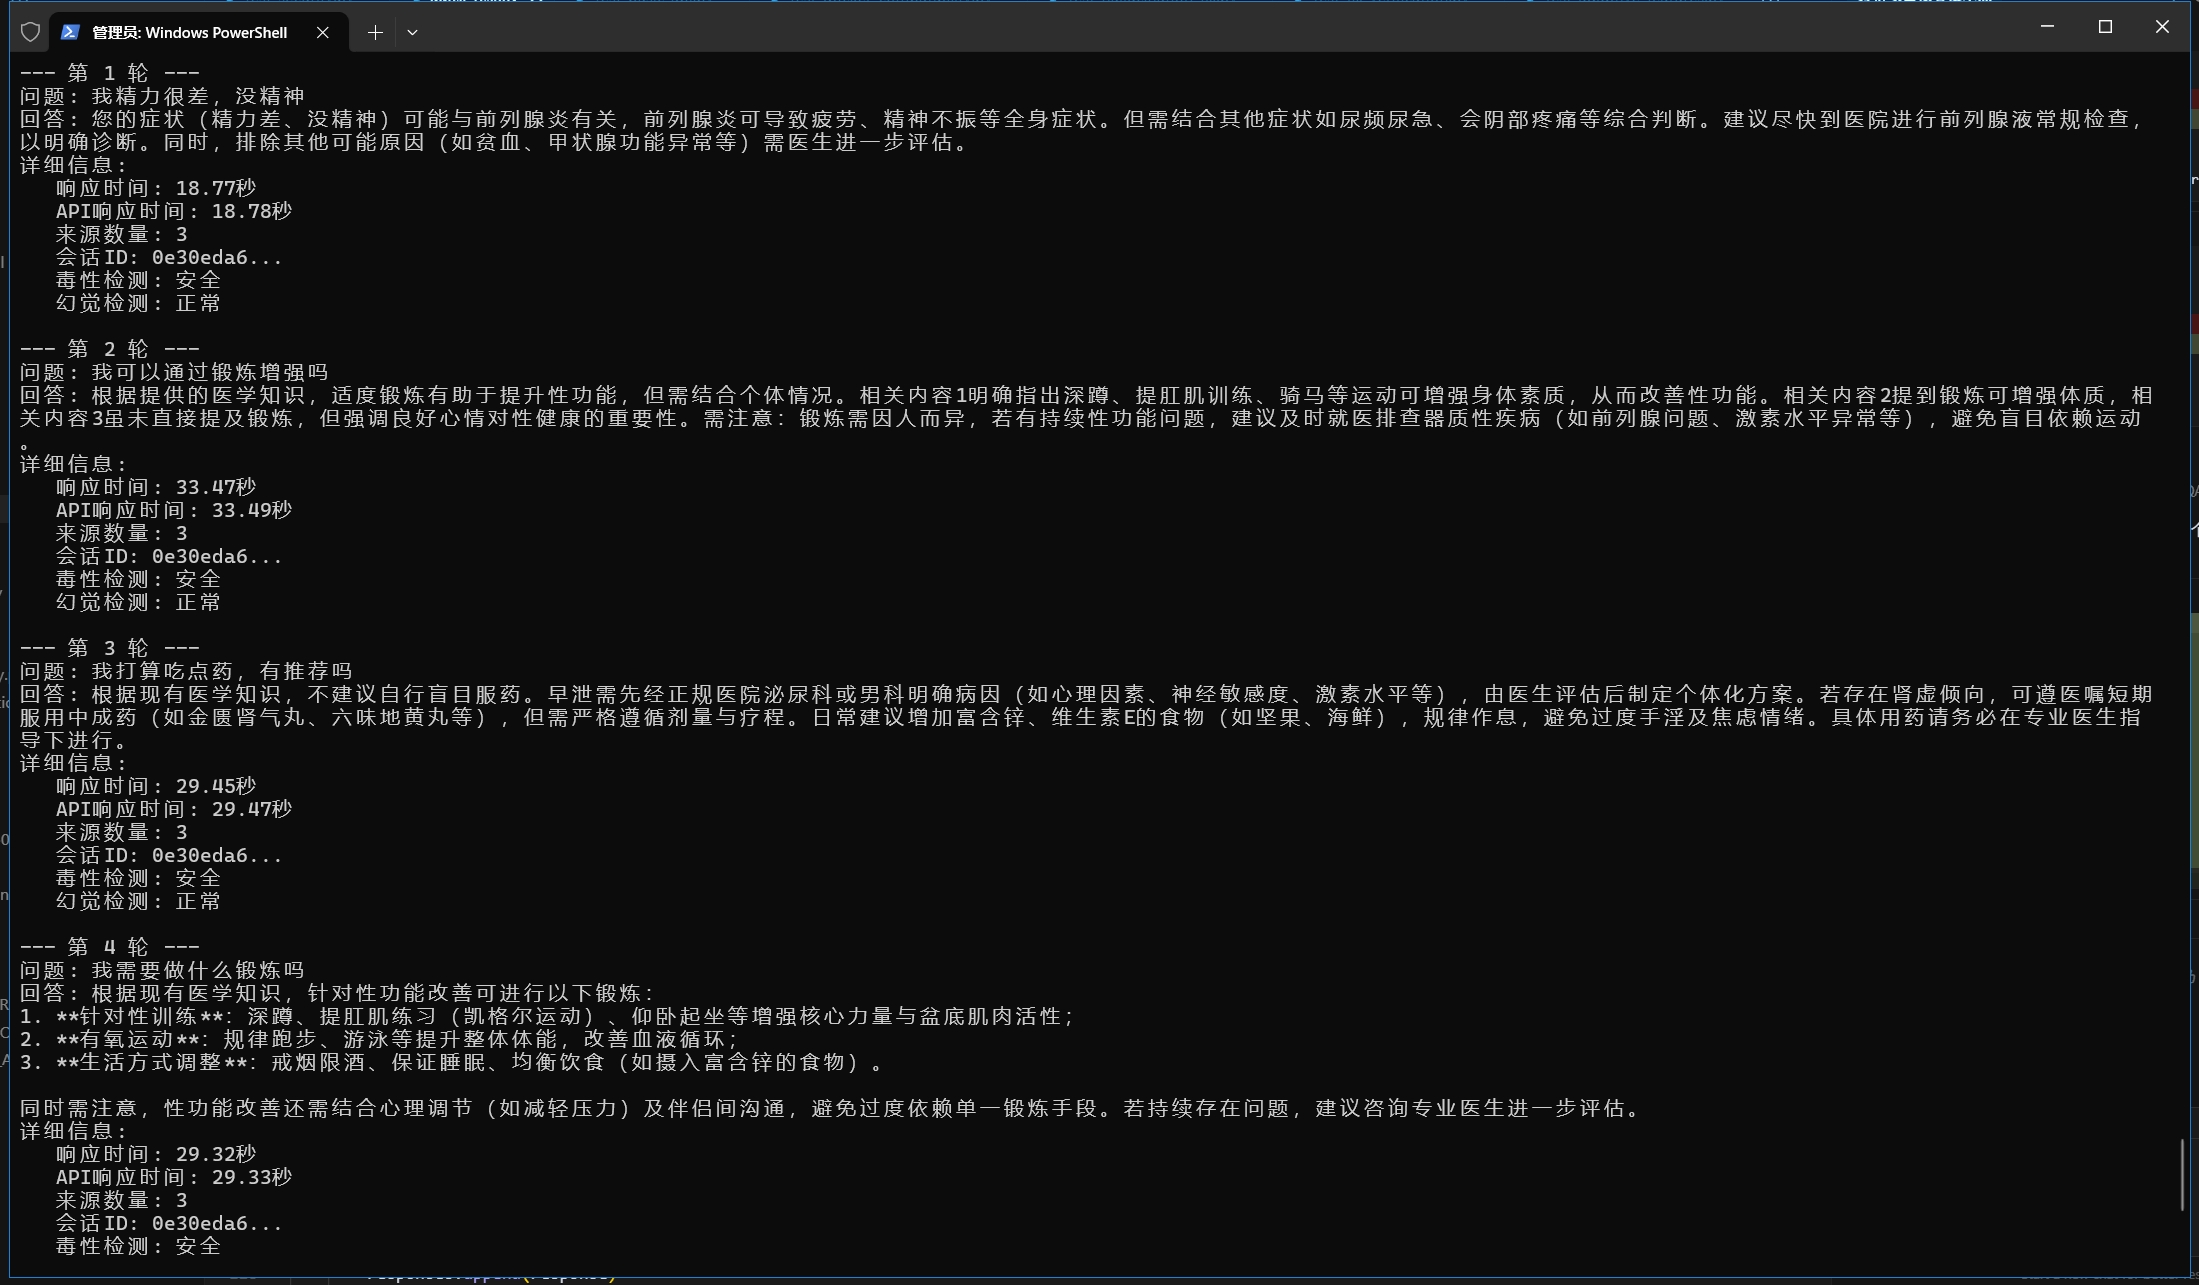 管理员: Windows PowerShell
--- 第 1 轮 ---
问题: 我精力很差，没精神
回答: 您的症状（精力差、没精神）可能与前列腺炎有关，前列腺炎可导致疲劳、精神不振等全身症状。但需结合其他症状如尿频尿急、会阴部疼痛等综合判断。建议尽快到医院进行前列腺液常规检查，
以明确诊断。同时，排除其他可能原因（如贫血、甲状腺功能异常等）需医生进一步评估。
详细信息:
响应时间: 18.77秒
API响应时间: 18.78秒
来源数量: 3
会话ID: 0e30eda6...
毒性检测: 安全
幻觉检测: 正常
--- 第 2 轮 ---
问题: 我可以通过锻炼增强吗
回答: 根据提供的医学知识，适度锻炼有助于提升性功能，但需结合个体情况。相关内容1明确指出深蹲、提肛肌训练、骑马等运动可增强身体素质，从而改善性功能。相关内容2提到锻炼可增强体质，相
关内容3虽未直接提及锻炼，但强调良好心情对性健康的重要性。需注意：锻炼需因人而异，若有持续性功能问题，建议及时就医排查器质性疾病（如前列腺问题、激素水平异常等），避免盲目依赖运动
。
详细信息:
响应时间: 33.47秒
API响应时间: 33.49秒
来源数量: 3
会话ID: 0e30eda6...
毒性检测: 安全
幻觉检测: 正常
--- 第 3 轮 ---
问题: 我打算吃点药，有推荐吗
回答: 根据现有医学知识，不建议自行盲目服药。早泄需先经正规医院泌尿科或男科明确病因（如心理因素、神经敏感度、激素水平等），由医生评估后制定个体化方案。若存在肾虚倾向，可遵医嘱短期
服用中成药（如金匮肾气丸、六味地黄丸等），但需严格遵循剂量与疗程。日常建议增加富含锌、维生素E的食物（如坚果、海鲜），规律作息，避免过度手淫及焦虑情绪。具体用药请务必在专业医生指
导下进行。
详细信息:
响应时间: 29.45秒
API响应时间: 29.47秒
来源数量: 3
会话ID: 0e30eda6...
毒性检测: 安全
幻觉检测: 正常
--- 第 4 轮 ---
问题: 我需要做什么锻炼吗
回答: 根据现有医学知识，针对性功能改善可进行以下锻炼：
1. **针对性训练**：深蹲、提肛肌练习（凯格尔运动）、仰卧起坐等增强核心力量与盆底肌肉活性；
2. **有氧运动**：规律跑步、游泳等提升整体体能，改善血液循环；
3. **生活方式调整**：戒烟限酒、保证睡眠、均衡饮食（如摄入富含锌的食物）。
同时需注意，性功能改善还需结合心理调节（如减轻压力）及伴侣间沟通，避免过度依赖单一锻炼手段。若持续存在问题，建议咨询专业医生进一步评估。
详细信息:
响应时间: 29.32秒
API响应时间: 29.33秒
来源数量: 3
会话ID: 0e30eda6...
毒性检测: 安全